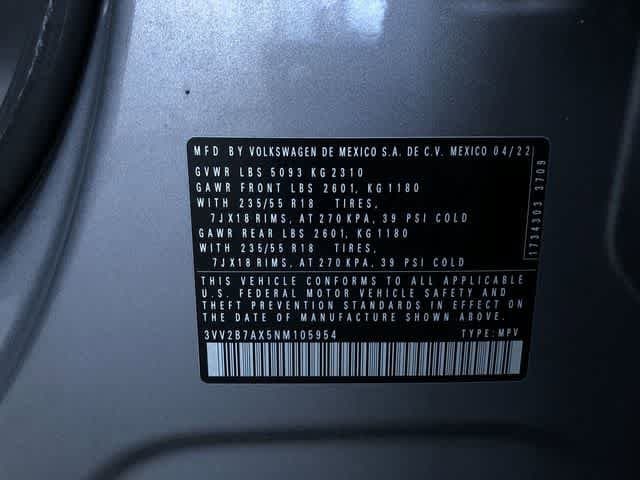 MFD BY VOLKSWAGEN DE MEXICO S.A. DE C.V. MEXICO 04/22
GVWR LBS 5093 KG 2310
GAWR FRONT LBS 2601, KG 1180
WITH 235/55 R18 TIRES,
7JX18 RIMS, AT 270 KPA, 39 PSI COLD
GAWR REAR LBS 2601, KG 1180
WITH 235/55 R18 TIRES,
7JX18 RIMS, AT 270 KPA, 39 PSI COLD
THIS VEHICLE CONFORMS TO ALL APPLICABLE
U.S. FEDERAL MOTOR VEHICLE SAFETY AND
THEFT PREVENTION STANDARDS IN EFFECT ON
THE DATE OF MANUFACTURE SHOWN ABOVE.
3VV2B7AX5NM105954 TYPE: MPV
1734303 3709